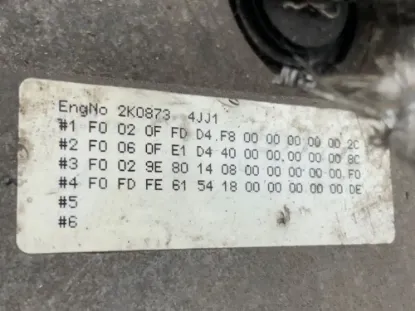 EngNo 2K0873 4JJ1
#1 F0 02 0F FD D4 F8 00 00 00 00 00 2C
#2 F0 06 0F E1 D4 40 00 00 00 00 00 8C
#3 F0 02 9E 80 14 08 00 00 00 00 00 F0
#4 F0 FD FE 61 54 18 00 00 00 00 00 DE
#5
#6